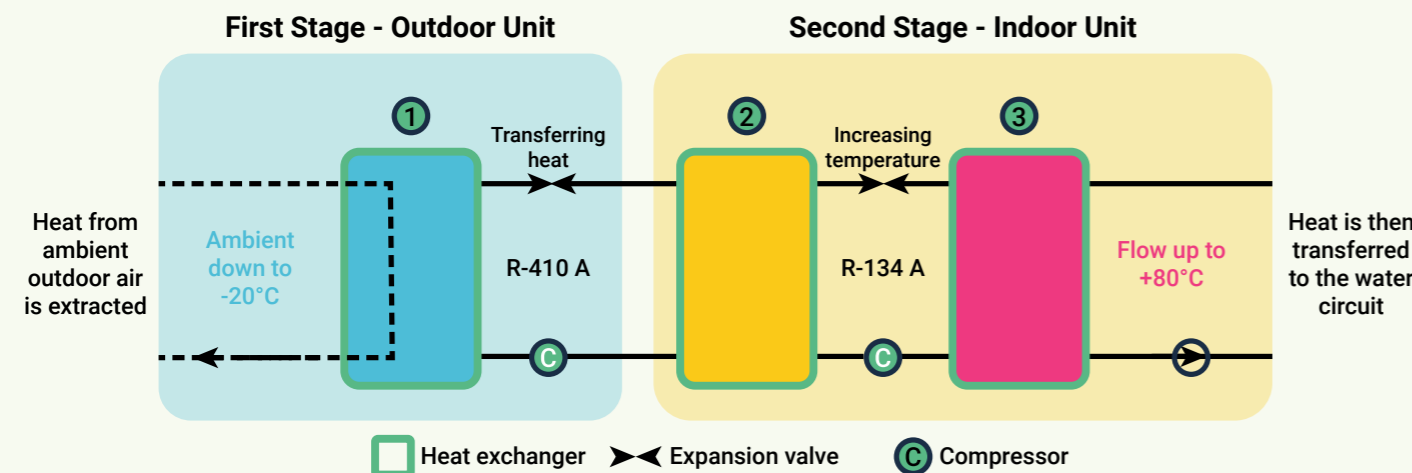 First Stage - Outdoor Unit
Second Stage - Indoor Unit
1
2
3
Transferring
heat
Increasing
temperature
Heat from
ambient
outdoor air
is extracted
Ambient
down to
-20°C
R-410 A
R-134 A
Flow up to
+80°C
Heat is then
transferred
to the water
circuit
C
C
Heat exchanger
Expansion valve
C
Compressor